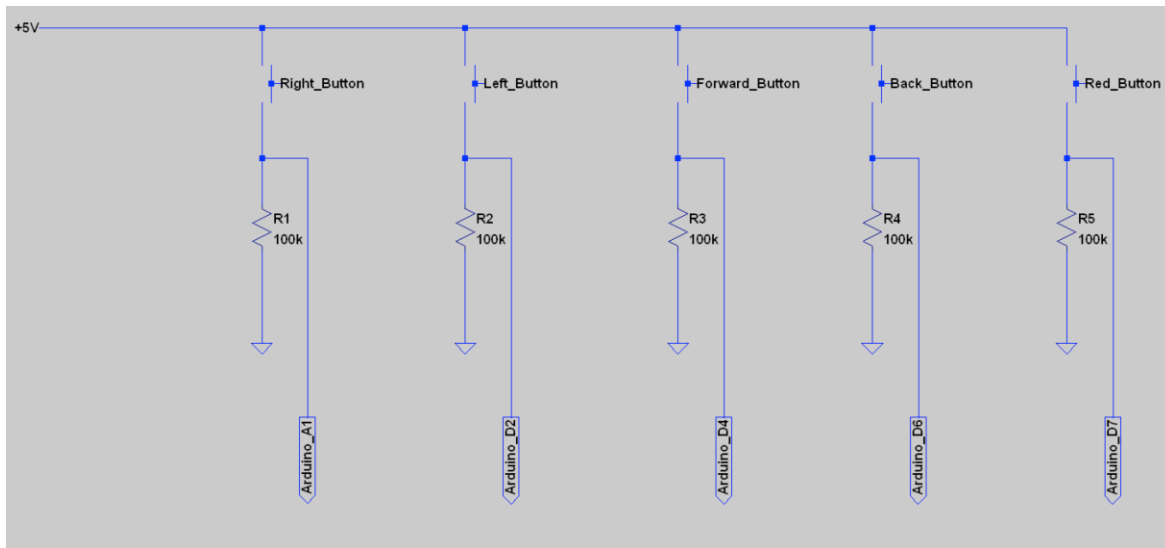 +5V
Right_Button
Left_Button
Forward_Button
Back_Button
Red_Button
R1
100k
R2
100k
R3
100k
R4
100k
R5
100k
Arduino_A1
Arduino_D2
Arduino_D4
Arduino_D6
Arduino_D7